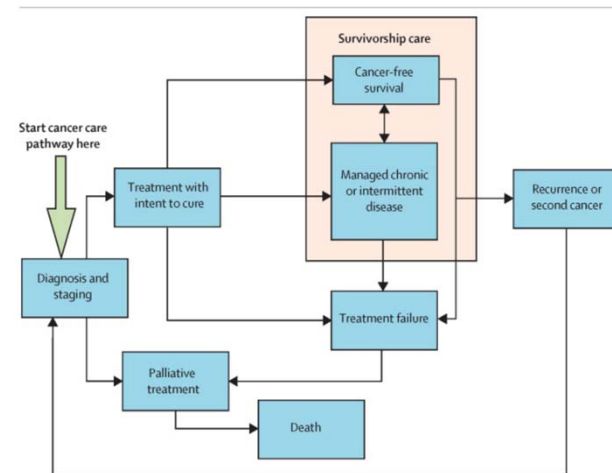 Survivorship care
Cancer-free
survival
Start cancer care
pathway here
Treatment with
intent to cure
Managed chronic
or intermittent
disease
Recurrence or
second cancer
Diagnosis and
staging
Treatment failure
Palliative
treatment
Death